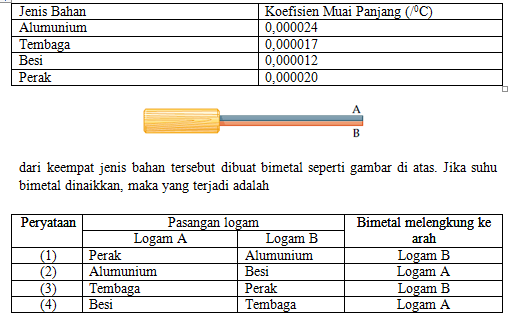 Jenis Bahan Koefisien Muai Panjang (/⁰C)
Alumunium 0,000024
Tembaga 0,000017
Besi 0,000012
Perak 0,000020
A
B
dari keempat jenis bahan tersebut dibuat bimetal seperti gambar di atas. Jika suhu
bimetal dinaikkan, maka yang terjadi adalah
Peryataan Pasangan logam Bimetal melengkung ke arah
Logam A Logam B
(1) Perak Alumunium Logam B
(2) Alumunium Besi Logam A
(3) Tembaga Perak Logam B
(4) Besi Tembaga Logam A